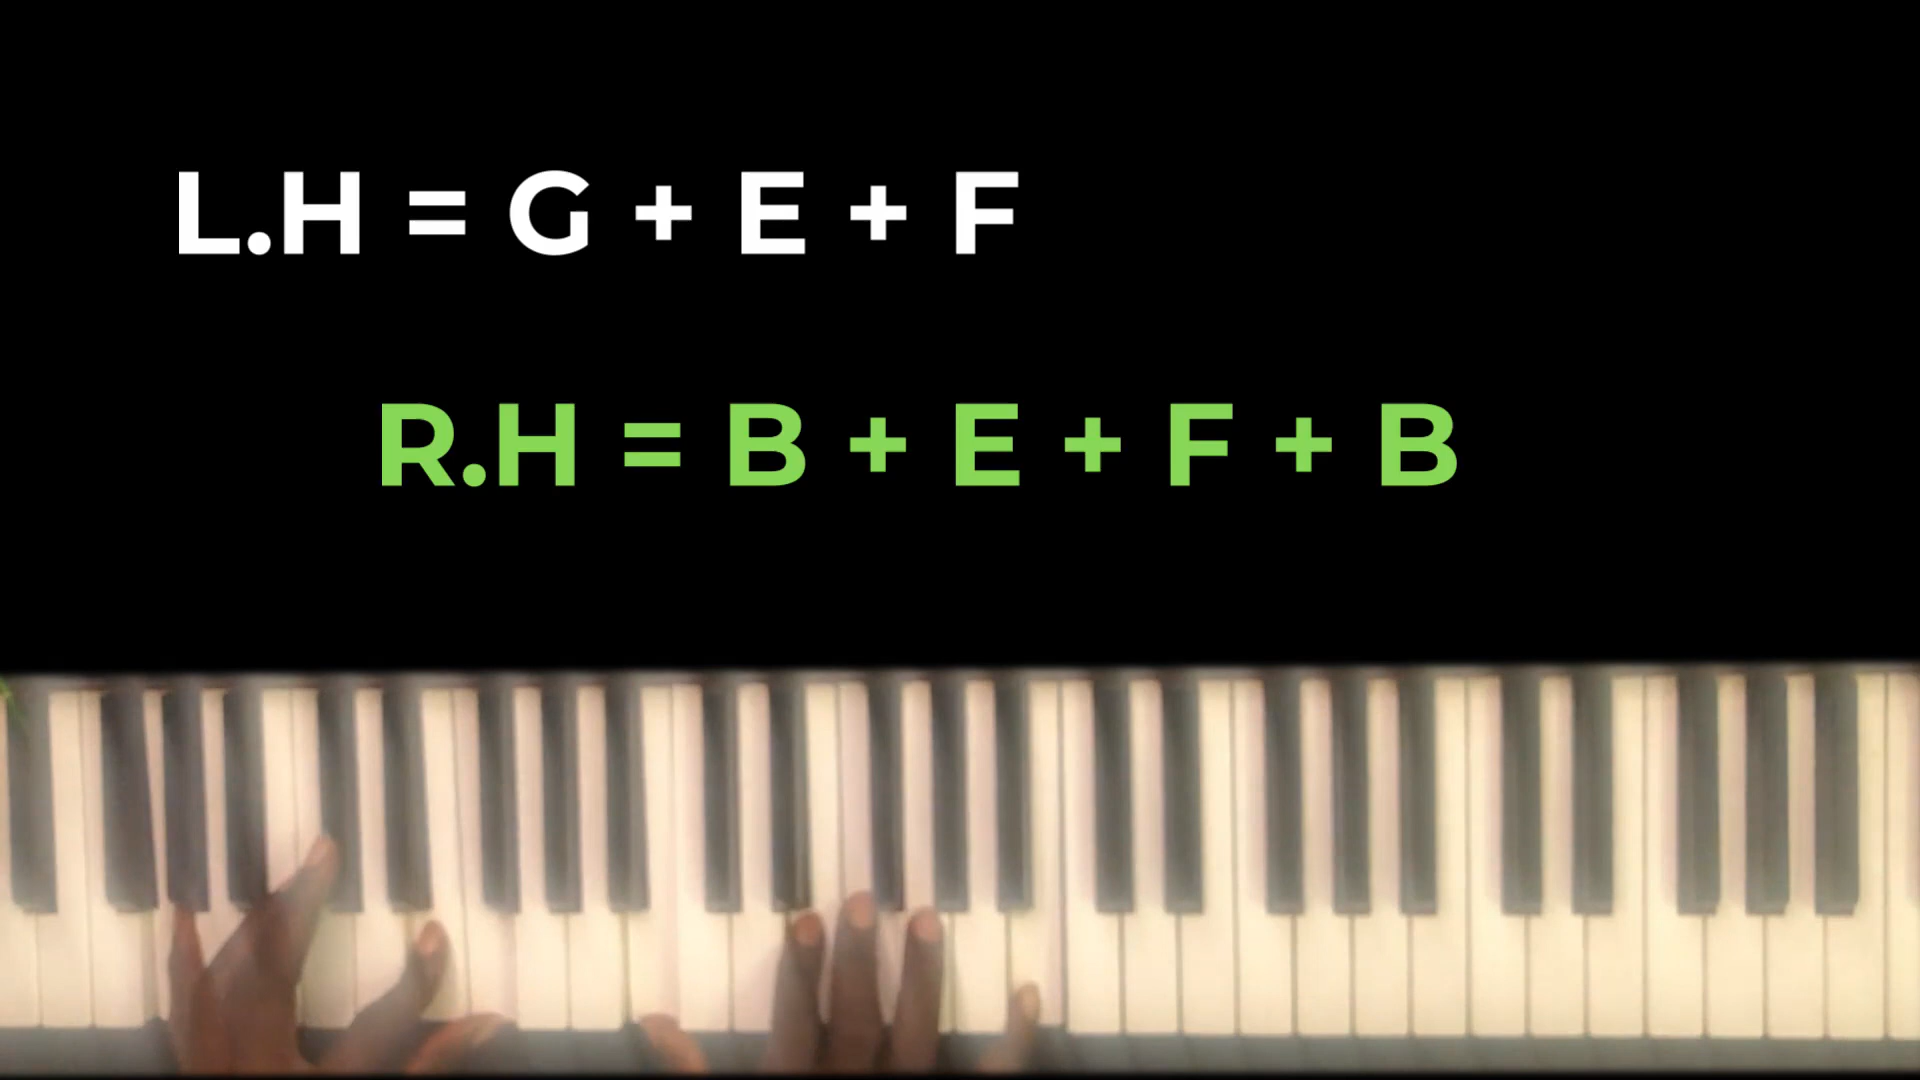 L.H = G + E + F
R.H = B + E + F + B